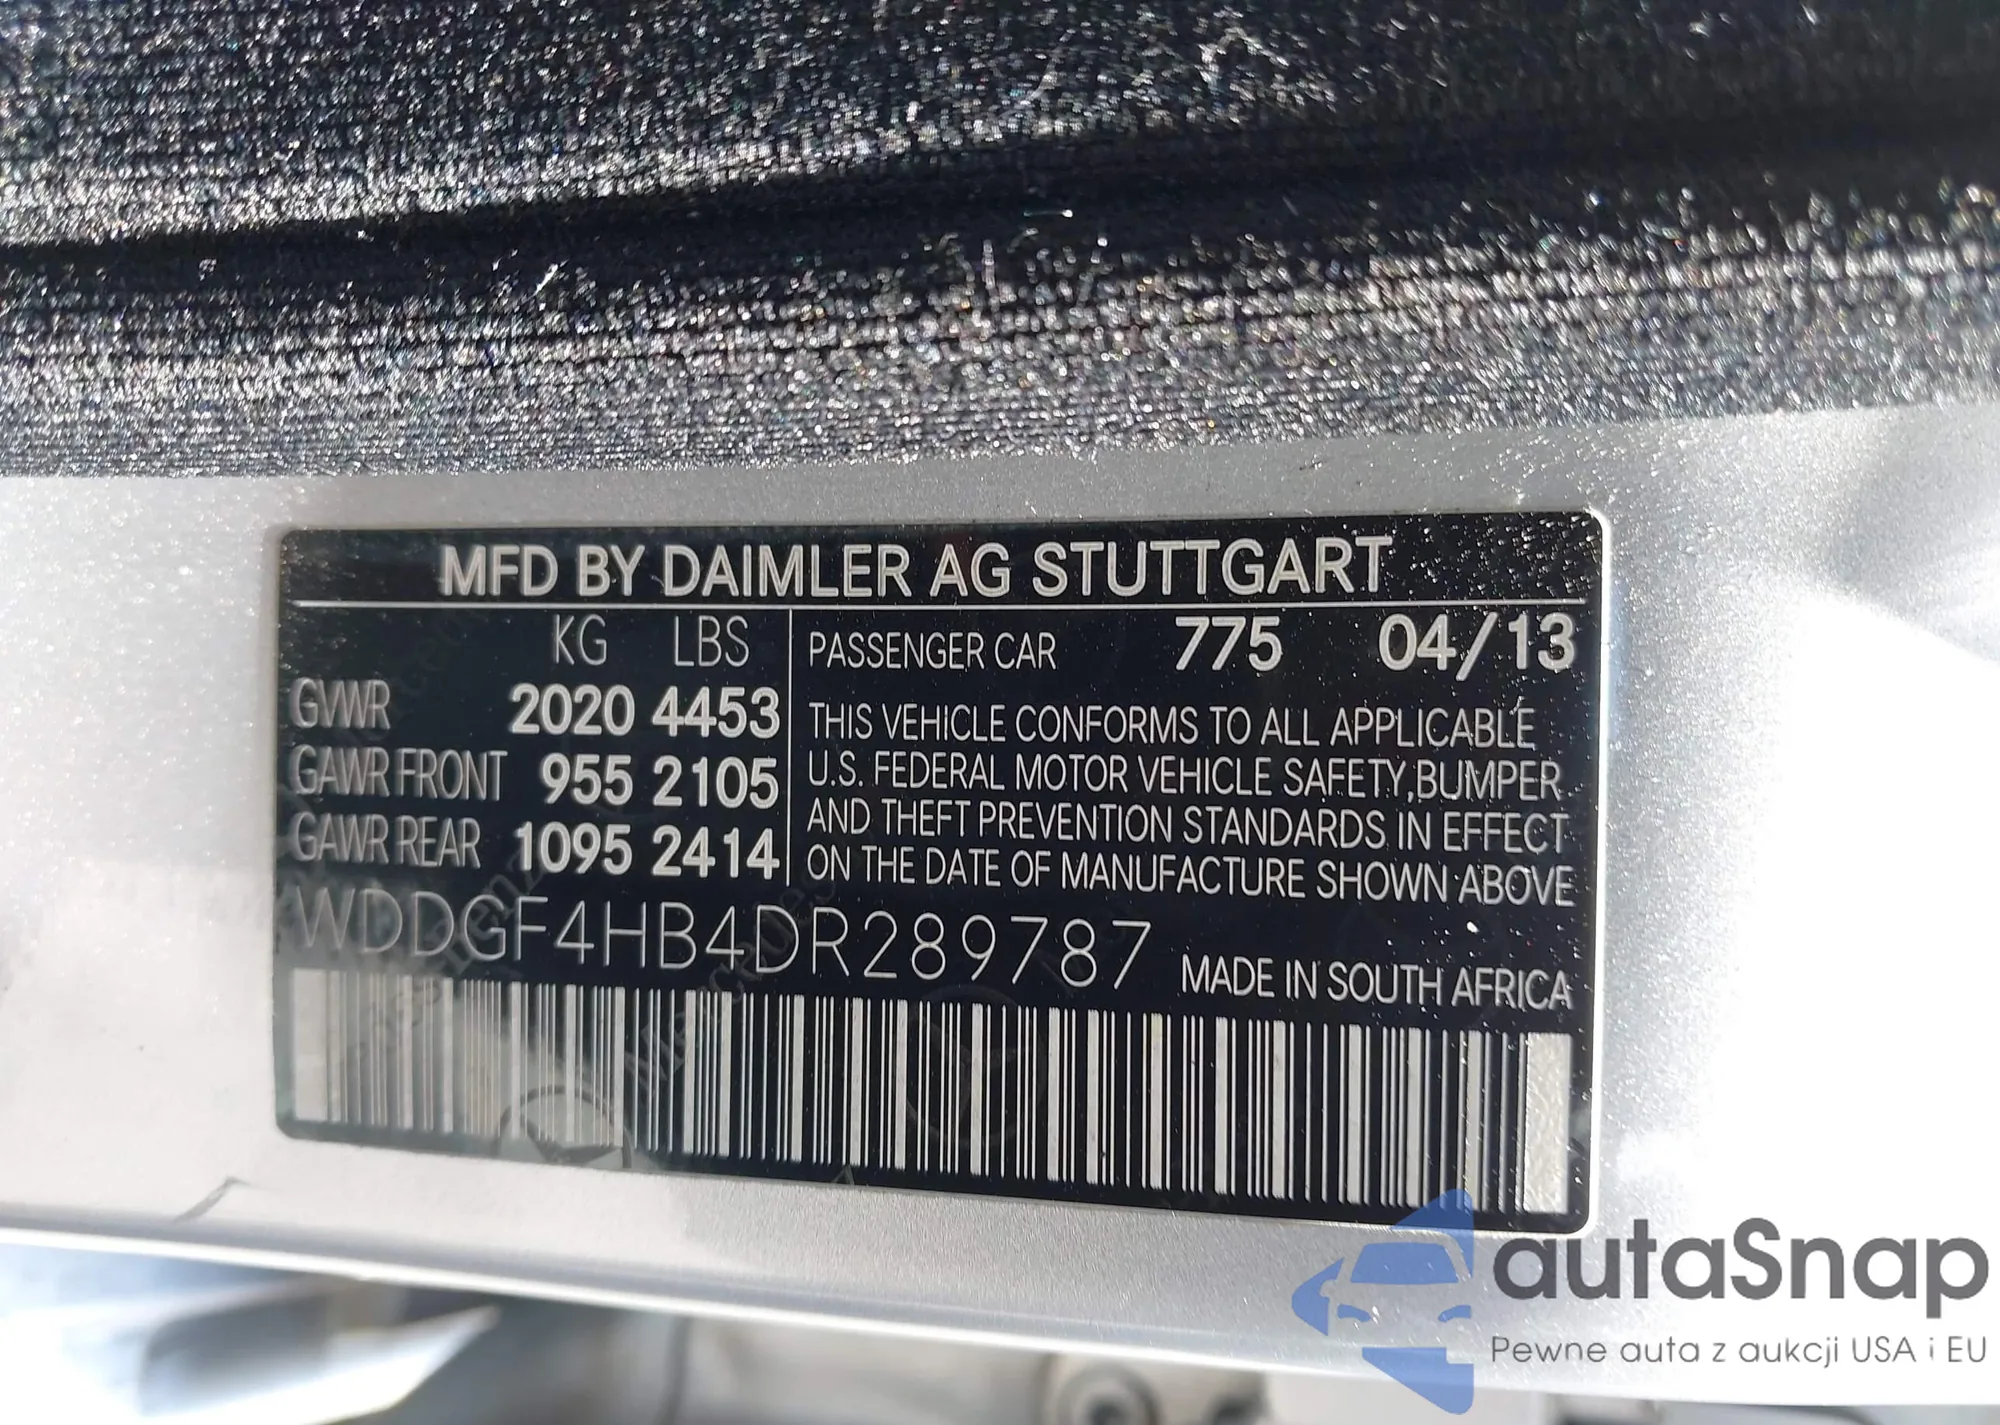 MFD BY DAIMLER AG STUTTGART
KG LBS
GVWR 2020 4453
GAWR FRONT 955 2105
GAWR REAR 1095 2414
PASSENGER CAR 775 04/13
THIS VEHICLE CONFORMS TO ALL APPLICABLE
U.S. FEDERAL MOTOR VEHICLE SAFETY,BUMPER
AND THEFT PREVENTION STANDARDS IN EFFECT
ON THE DATE OF MANUFACTURE SHOWN ABOVE
WDDGF4HB4DR289787
MADE IN SOUTH AFRICA
autaSnap
Pewne auta z aukcji USA i EU